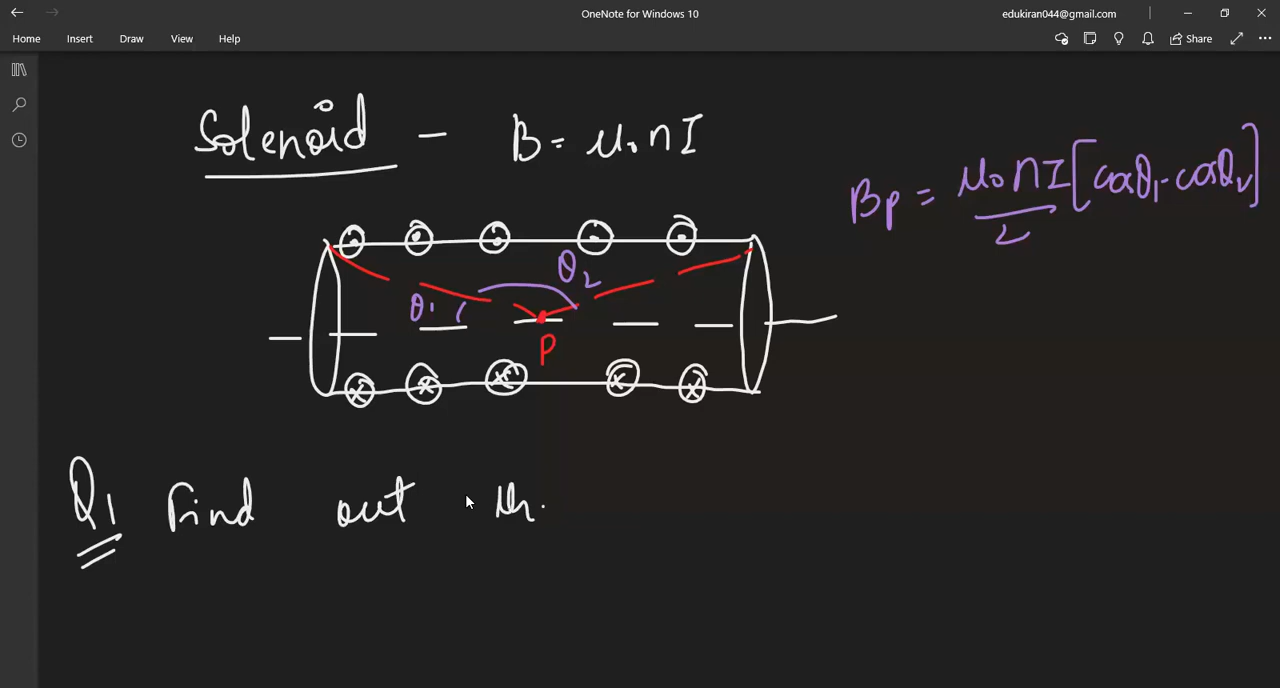 OneNote for Windows 10
edukiran044@gmail.com
Home Insert Draw View Help
Share
Solenoid - B = μ₀nI
Bp = μ₀nI/2 [cosθ₁ - cosθ₂]
θ₂
θ₁
P
Q1 Find out th